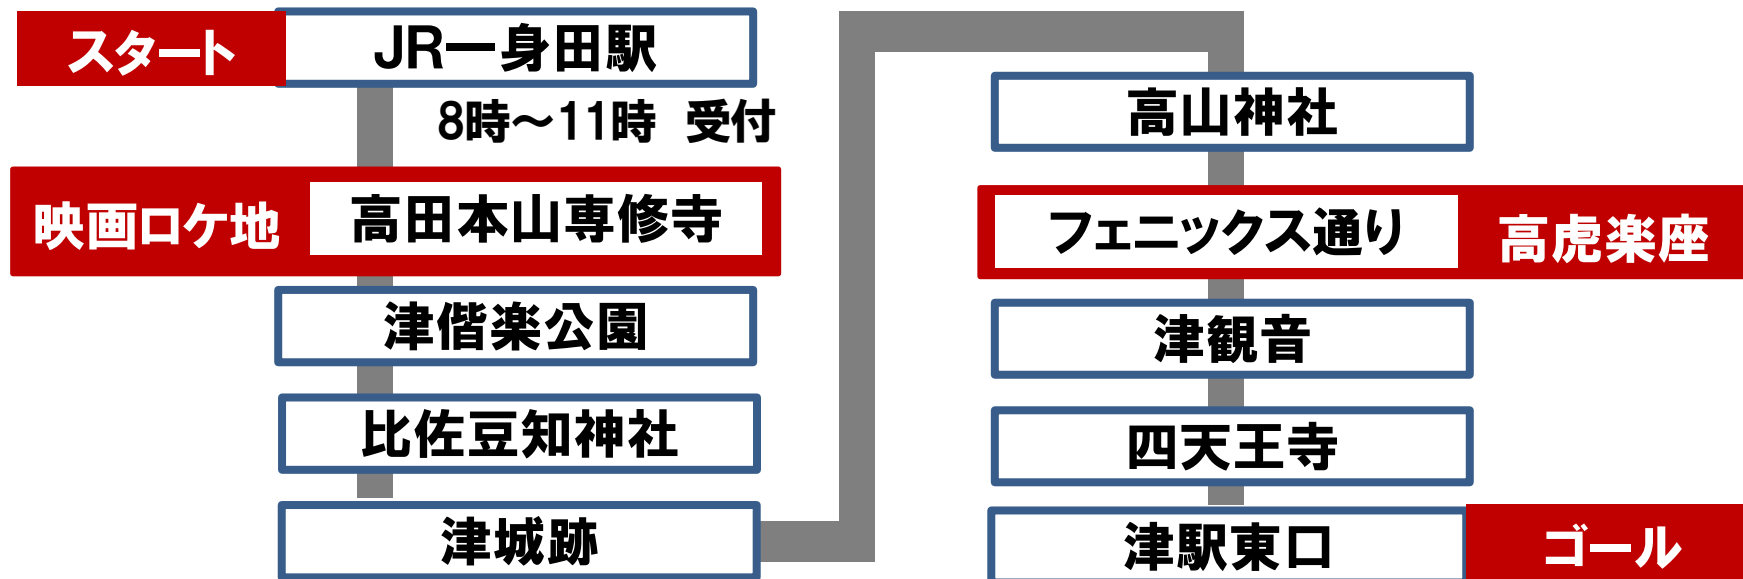 スタート
JR一身田駅
8時～11時　受付
映画ロケ地
高田本山専修寺
津偕楽公園
比佐豆知神社
津城跡
高山神社
フェニックス通り
高虎楽座
津観音
四天王寺
津駅東口
ゴール